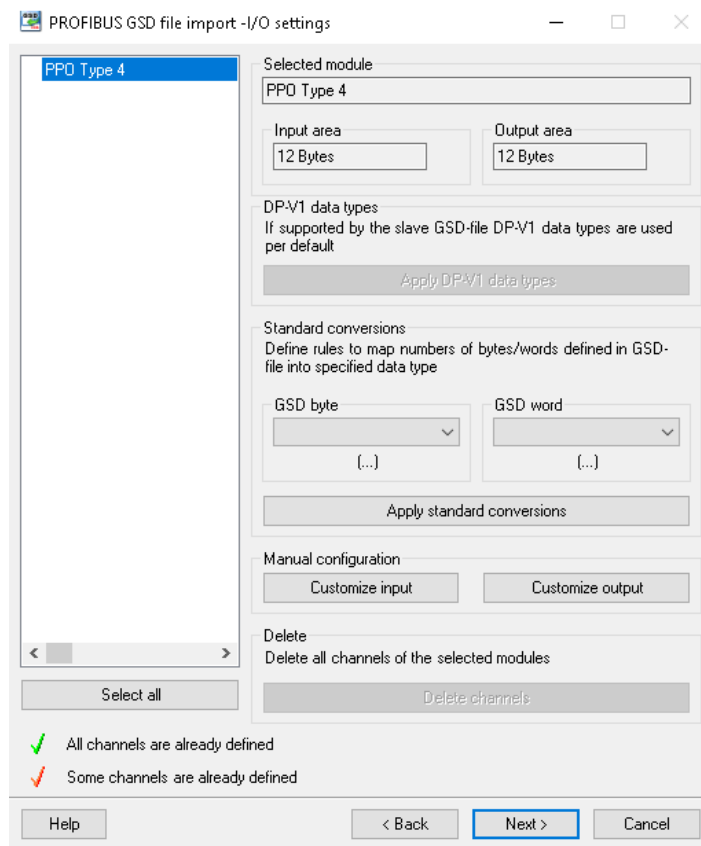 PROFIBUS GSD file import -I/O settings
PPO Type 4
Selected module
PPO Type 4
Input area
Output area
12 Bytes
12 Bytes
DP-V1 data types
If supported by the slave GSD-file DP-V1 data types are used
per default
Apply DP-V1 data types
Standard conversions
Define rules to map numbers of bytes/words defined in GSD-
file into specified data type
GSD byte
GSD word
(...)
(...)
Apply standard conversions
Manual configuration
Customize input
Customize output
Delete
Delete all channels of the selected modules
Delete channels
Select all
All channels are already defined
Some channels are already defined
Help
< Back
Next >
Cancel